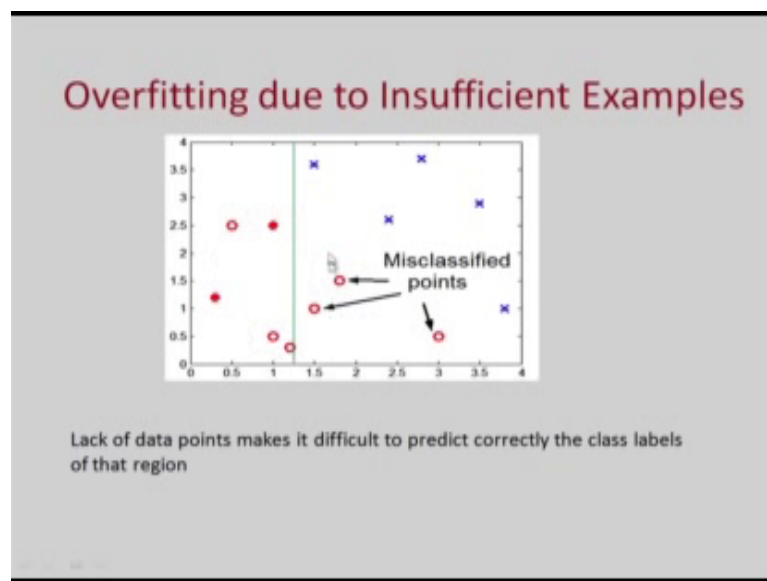 Overfitting due to Insufficient Examples
4
3.5
3
2.5
2
Misclassified
1.5
points
1
0.5
0
0 0.5 1 1.5 2 2.5 3 3.5 4
Lack of data points makes it difficult to predict correctly the class labels
of that region